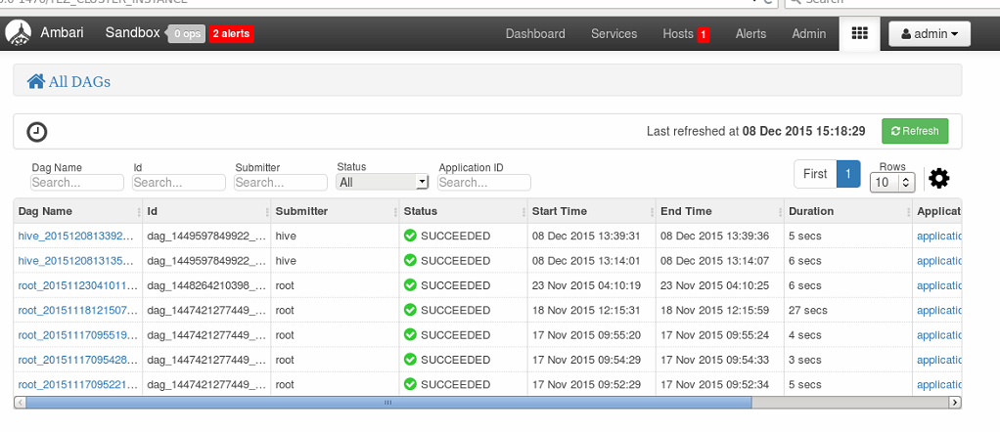 Search
Ambari Sandbox 0 ops 2 alerts Dashboard Services Hosts 1 Alerts Admin admin
All DAGs
Last refreshed at 08 Dec 2015 15:18:29 Refresh
Dag Name Id Submitter Status Application ID First 1 Rows
Search... Search... Search... All Search... 10
Dag Name Id Submitter Status Start Time End Time Duration Applicat
hive_2015120813392... dag_1449597849922_... hive SUCCEEDED 08 Dec 2015 13:39:31 08 Dec 2015 13:39:36 5 secs applicatio
hive_2015120813135... dag_1449597849922_... hive SUCCEEDED 08 Dec 2015 13:14:01 08 Dec 2015 13:14:07 6 secs applicatio
root_20151123041011... dag_1448264210398_... root SUCCEEDED 23 Nov 2015 04:10:19 23 Nov 2015 04:10:25 6 secs applicatio
root_20151118121507... dag_1447421277449_... root SUCCEEDED 18 Nov 2015 12:15:31 18 Nov 2015 12:15:59 27 secs applicatio
root_20151117095519... dag_1447421277449_... root SUCCEEDED 17 Nov 2015 09:55:20 17 Nov 2015 09:55:24 4 secs applicatio
root_20151117095428... dag_1447421277449_... root SUCCEEDED 17 Nov 2015 09:54:29 17 Nov 2015 09:54:33 3 secs applicatio
root_20151117095221... dag_1447421277449_... root SUCCEEDED 17 Nov 2015 09:52:29 17 Nov 2015 09:52:34 5 secs applicatio